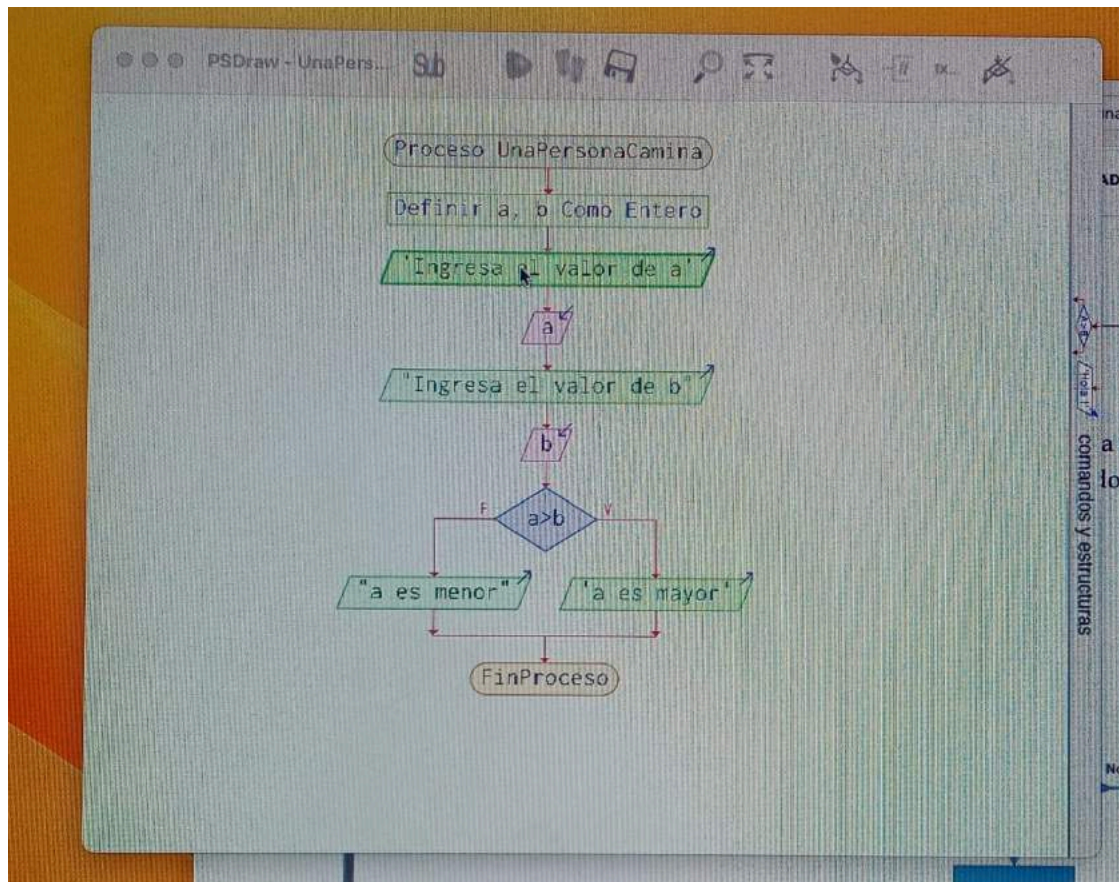 PSDraw - UnaPers...
Sub
Proceso UnaPersonaCamina
Definir a, b Como Entero
'Ingresa el valor de a'
a
"Ingresa el valor de b"
b
a>b
F
V
"a es menor"
'a es mayor'
FinProceso
comandos y estructuras